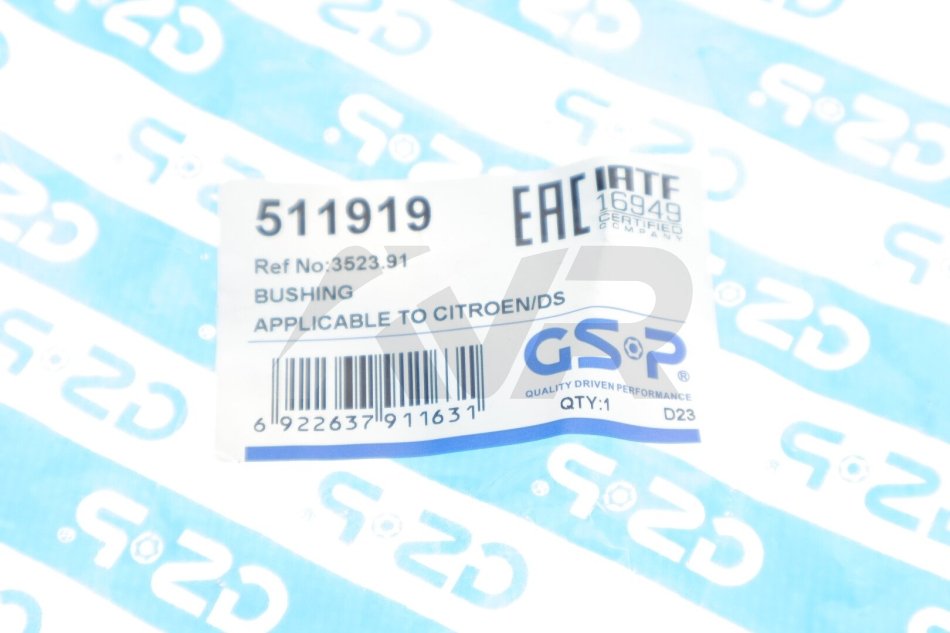 511919
EAC
IATF
16949
CERTIFIED
COMPANY
Ref No:3523.91
BUSHING
APPLICABLE TO CITROEN/DS
KVR
GSP®
QUALITY DRIVEN PERFORMANCE
6 922637 911631
QTY:1
D23